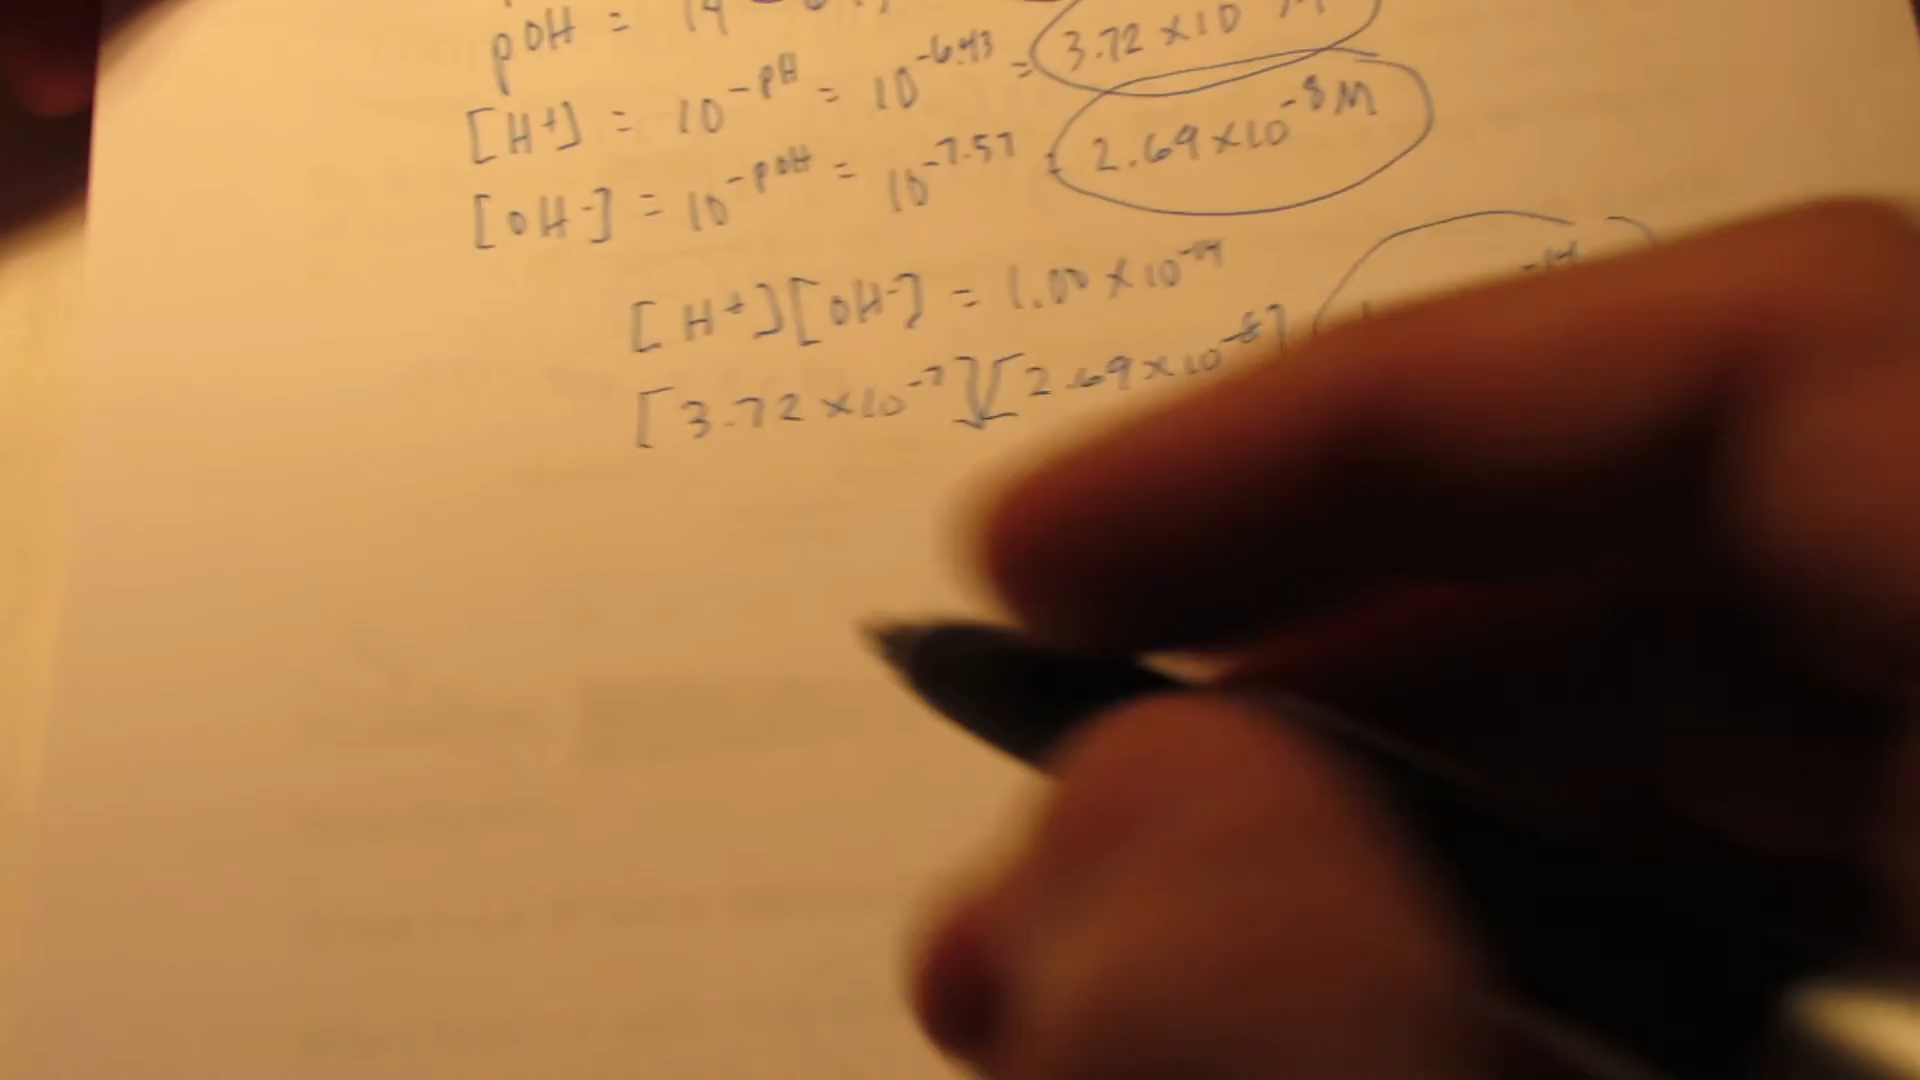 pOH = 14
[H+] = 10^-pH = 10^-6.43 = 3.72 x 10 M
[OH-] = 10^-pOH = 10^-7.57 = 2.69 x 10^-8 M
[H+][OH-] = 1.00 x 10^-14
[3.72 x 10^-7][2.69 x 10^-8] -14